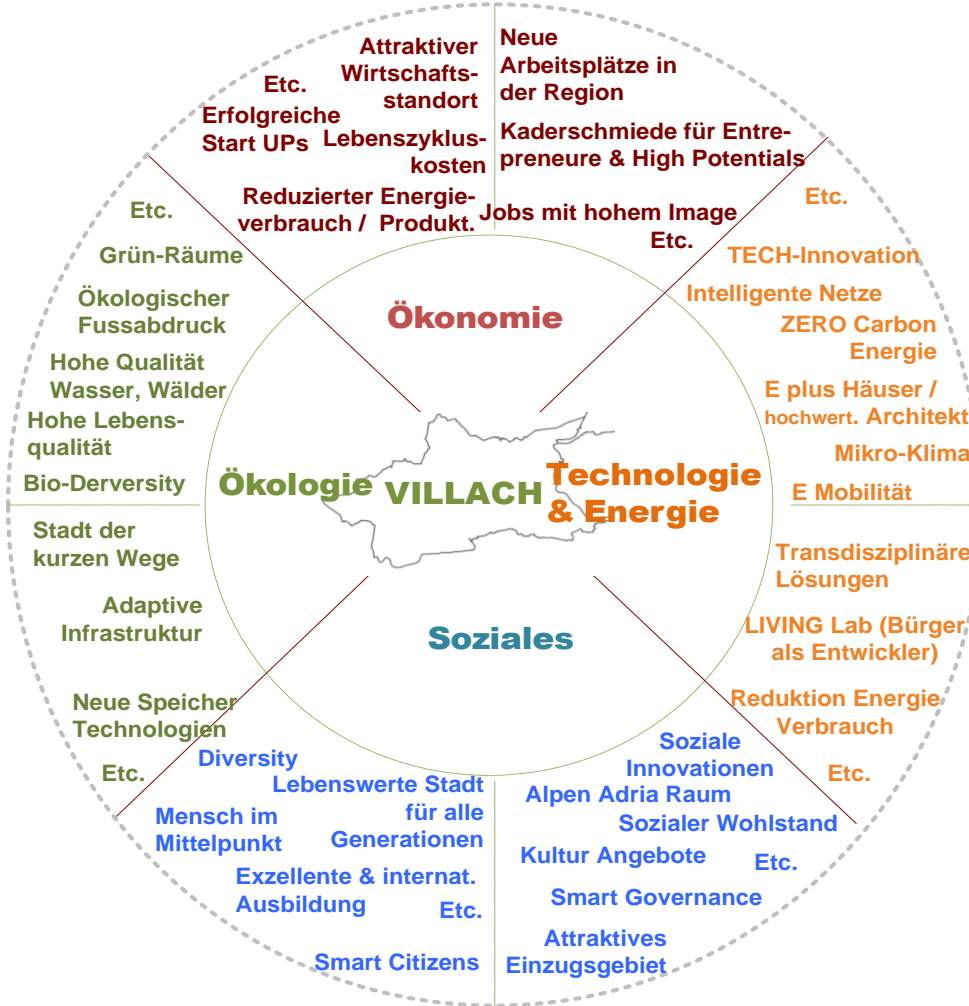 Attraktiver
Wirtschafts-
standort
Etc.
Erfolgreiche
Start UPs
Lebenszyklus-
kosten
Reduzierter Energie-
verbrauch / Produkt.
Neue
Arbeitsplätze in
der Region
Kaderschmiede für Entre-
preneure & High Potentials
Jobs mit hohem Image
Etc.
Etc.
Grün-Räume
Ökologischer
Fussabdruck
Hohe Qualität
Wasser, Wälder
Hohe Lebens-
qualität
Bio-Derversity
Stadt der
kurzen Wege
Adaptive
Infrastruktur
Neue Speicher
Technologien
Etc.
Ökonomie
Ökologie
VILLACH
Technologie
& Energie
Soziales
Etc.
TECH-Innovation
Intelligente Netze
ZERO Carbon
Energie
E plus Häuser /
hochwert. Architekt
Mikro-Klima
E Mobilität
Transdisziplinäre
Lösungen
LIVING Lab (Bürger
als Entwickler)
Reduktion Energie
Verbrauch
Etc.
Diversity
Lebenswerte Stadt
für alle
Generationen
Mensch im
Mittelpunkt
Exzellente & internat.
Ausbildung
Etc.
Smart Citizens
Soziale
Innovationen
Alpen Adria Raum
Sozialer Wohlstand
Kultur Angebote
Etc.
Smart Governance
Attraktives
Einzugsgebiet